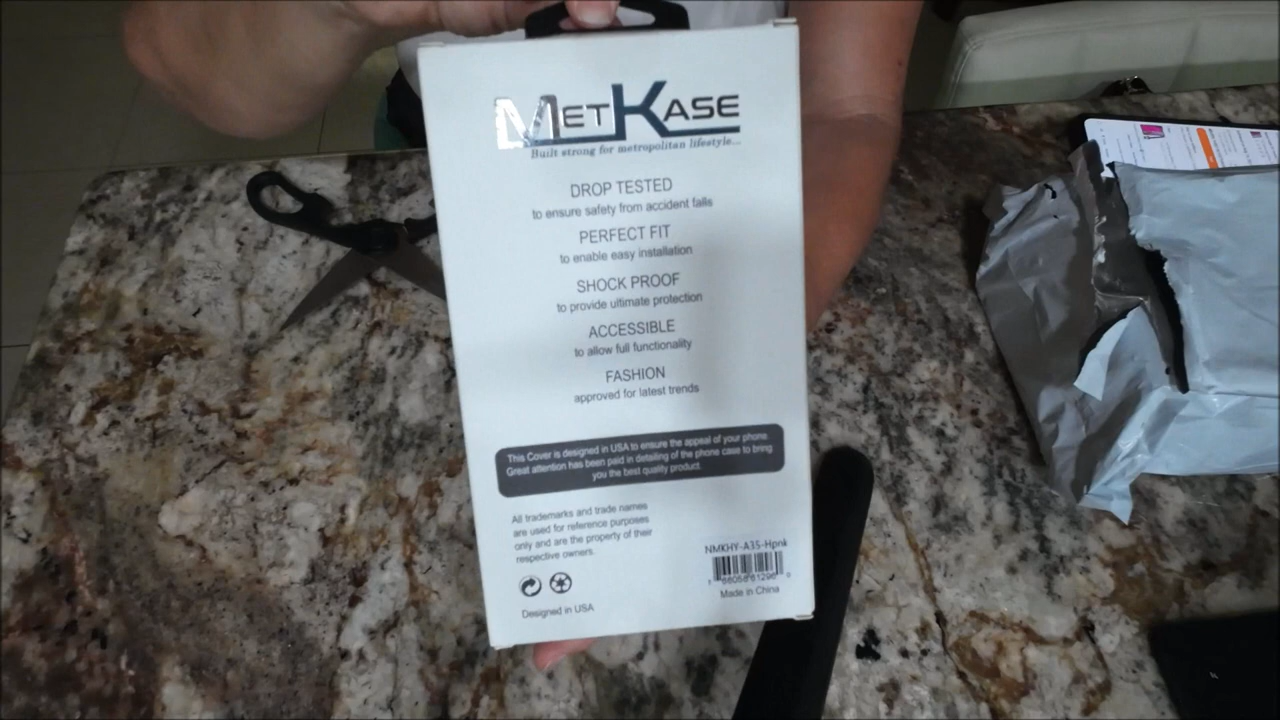 METKASE
Built strong for metropolitan lifestyle...
DROP TESTED
to ensure safety from accident falls
PERFECT FIT
to enable easy installation
SHOCK PROOF
to provide ultimate protection
ACCESSIBLE
to allow full functionality
FASHION
approved for latest trends
This Cover is designed in USA to ensure the appeal of your phone.
Great attention has been paid in detailing of the phone case to bring
you the best quality product.
All trademarks and trade names
are used for reference purposes
only and are the property of their
respective owners.
Designed in USA
NMKHY-A35-Hpnk
Made in China